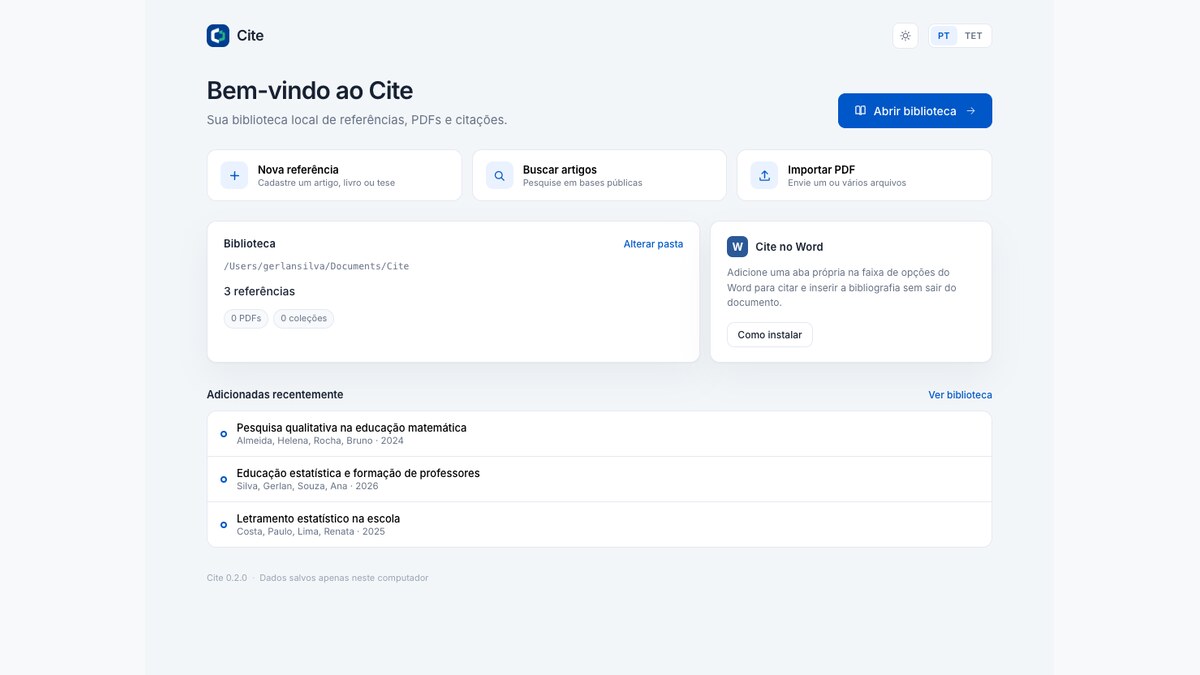 Cite
PT TET
Bem-vindo ao Cite
Sua biblioteca local de referências, PDFs e citações.
Abrir biblioteca →
Nova referência
Cadastre um artigo, livro ou tese
Buscar artigos
Pesquise em bases públicas
Importar PDF
Envie um ou vários arquivos
Biblioteca
Alterar pasta
/Users/gerlansilva/Documents/Cite
3 referências
0 PDFs
0 coleções
W Cite no Word
Adicione uma aba própria na faixa de opções do
Word para citar e inserir a bibliografia sem sair do
documento.
Como instalar
Adicionadas recentemente
Ver biblioteca
Pesquisa qualitativa na educação matemática
Almeida, Helena, Rocha, Bruno · 2024
Educação estatística e formação de professores
Silva, Gerlan, Souza, Ana · 2026
Letramento estatístico na escola
Costa, Paulo, Lima, Renata · 2025
Cite 0.2.0 · Dados salvos apenas neste computador